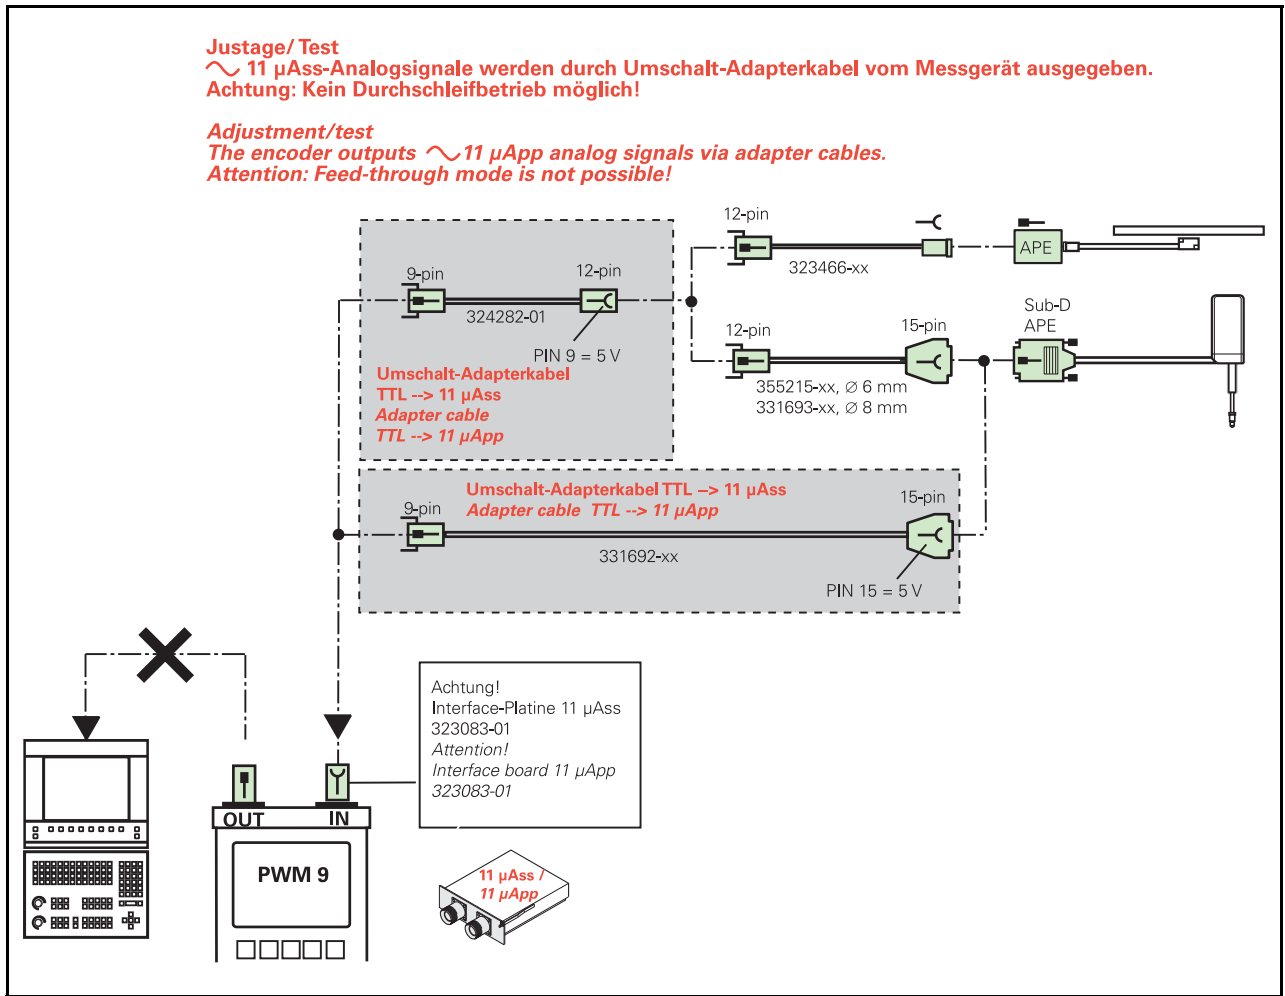 Justage/ Test
11 µAss-Analogsignale werden durch Umschalt-Adapterkabel vom Messgerät ausgegeben.
Achtung: Kein Durchschleifbetrieb möglich!
Adjustment/test
The encoder outputs 11 µApp analog signals via adapter cables.
Attention: Feed-through mode is not possible!
12-pin
323466-xx
APE
9-pin
12-pin
324282-01
PIN 9 = 5 V
Umschalt-Adapterkabel
TTL --> 11 µAss
Adapter cable
TTL --> 11 µApp
12-pin
15-pin
355215-xx, ∅ 6 mm
331693-xx, ∅ 8 mm
Sub-D
APE
Umschalt-Adapterkabel TTL –> 11 µAss
Adapter cable TTL --> 11 µApp
9-pin
15-pin
331692-xx
PIN 15 = 5 V
Achtung!
Interface-Platine 11 µAss
323083-01
Attention!
Interface board 11 µApp
323083-01
OUT
IN
PWM 9
11 µAss /
11 µApp